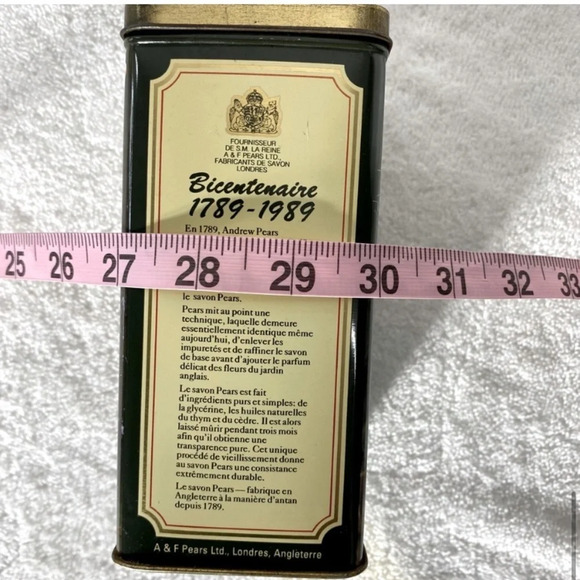 FOURNISSEUR
DE S.M. LA REINE
A & F PEARS LTD.,
FABRICANTS DE SAVON
LONDRES
Bicentenaire
1789-1989
En 1789, Andrew Pears
25 26 27 28 29 30 31 32 33
le savon Pears.
Pears mit au point une
technique, laquelle demeure
essentiellement identique même
aujourd'hui, d'enlever les
impuretés et de raffiner le savon
de base avant d'ajouter le parfum
délicat des fleurs du jardin
anglais.
Le savon Pears est fait
d'ingrédients purs et simples: de
la glycérine, les huiles naturelles
du thym et du cèdre. Il est alors
laissé mûrir pendant trois mois
afin qu'il obtienne une
transparence pure. Cet unique
procédé de vieillissement donne
au savon Pears une consistance
extrêmement durable.
Le savon Pears — fabrique en
Angleterre à la manière d'antan
depuis 1789.
A & F Pears Ltd., Londres, Angleterre